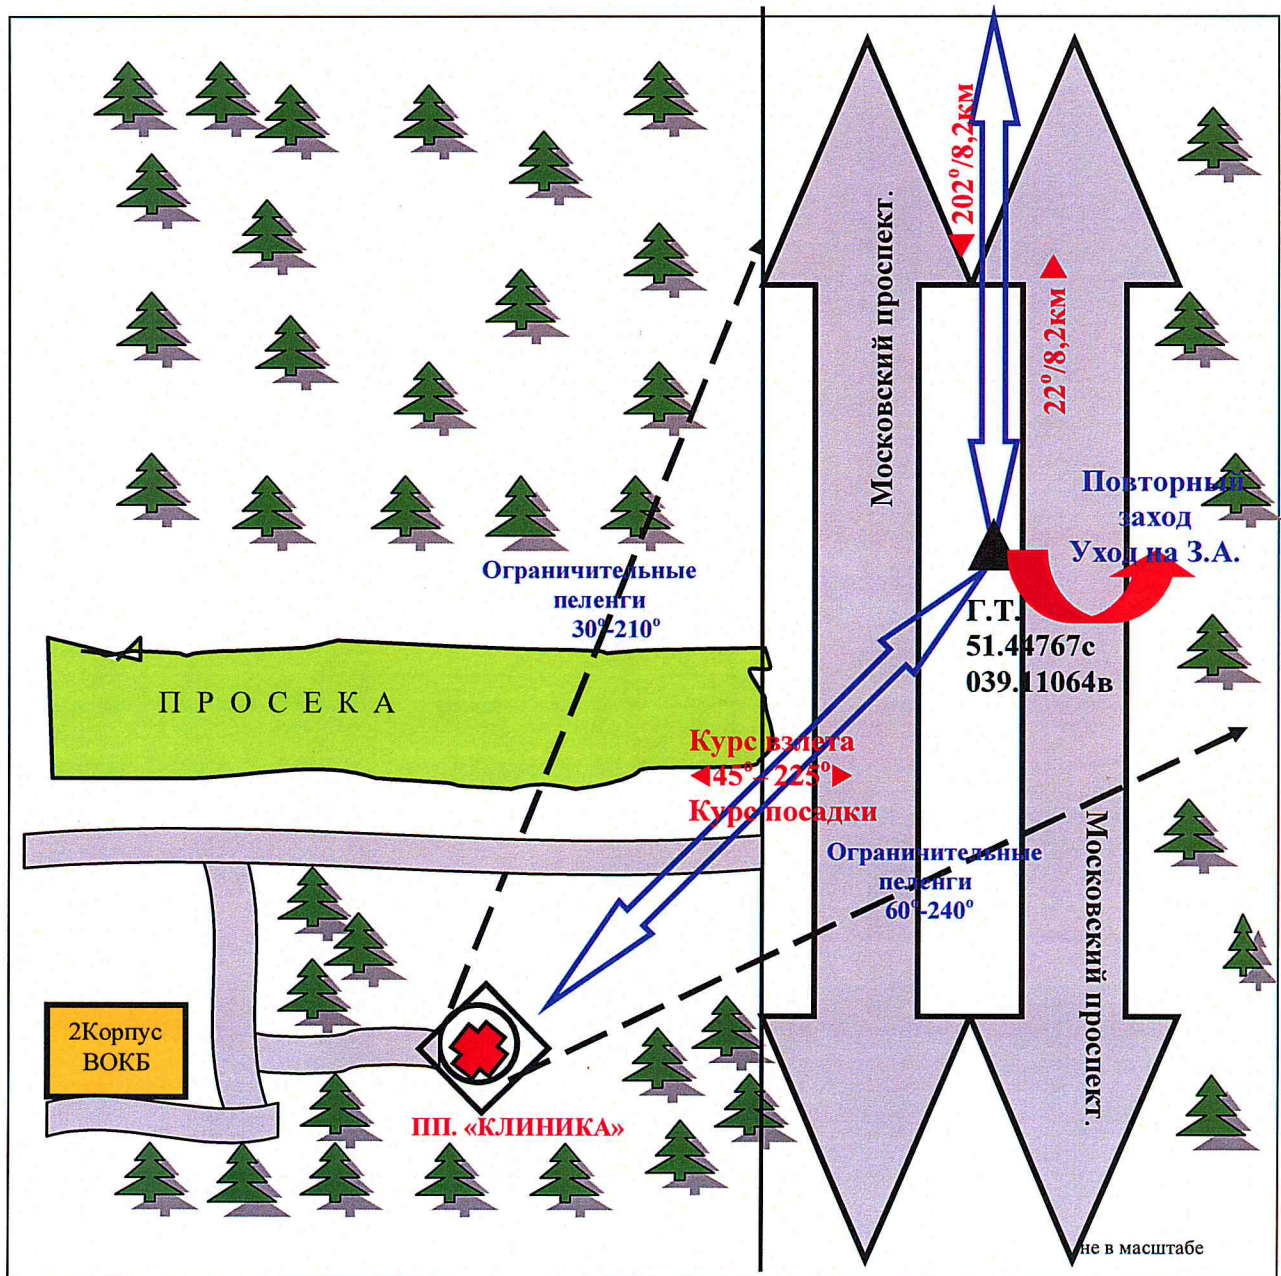 202°/8,2км
Московский проспект.
22°/8,2км
Повторный
заход
Уход на З.А.
Ограничительные
пеленги
30°-210°
Г.Т.
51.44767с
039.11064в
ПРОСЕКА
Курс взлета
45°- 225°
Курс посадки
Ограничительные
пеленги
60°-240°
Московский проспект.
2Корпус
ВОКБ
ПП. «КЛИНИКА»
не в масштабе